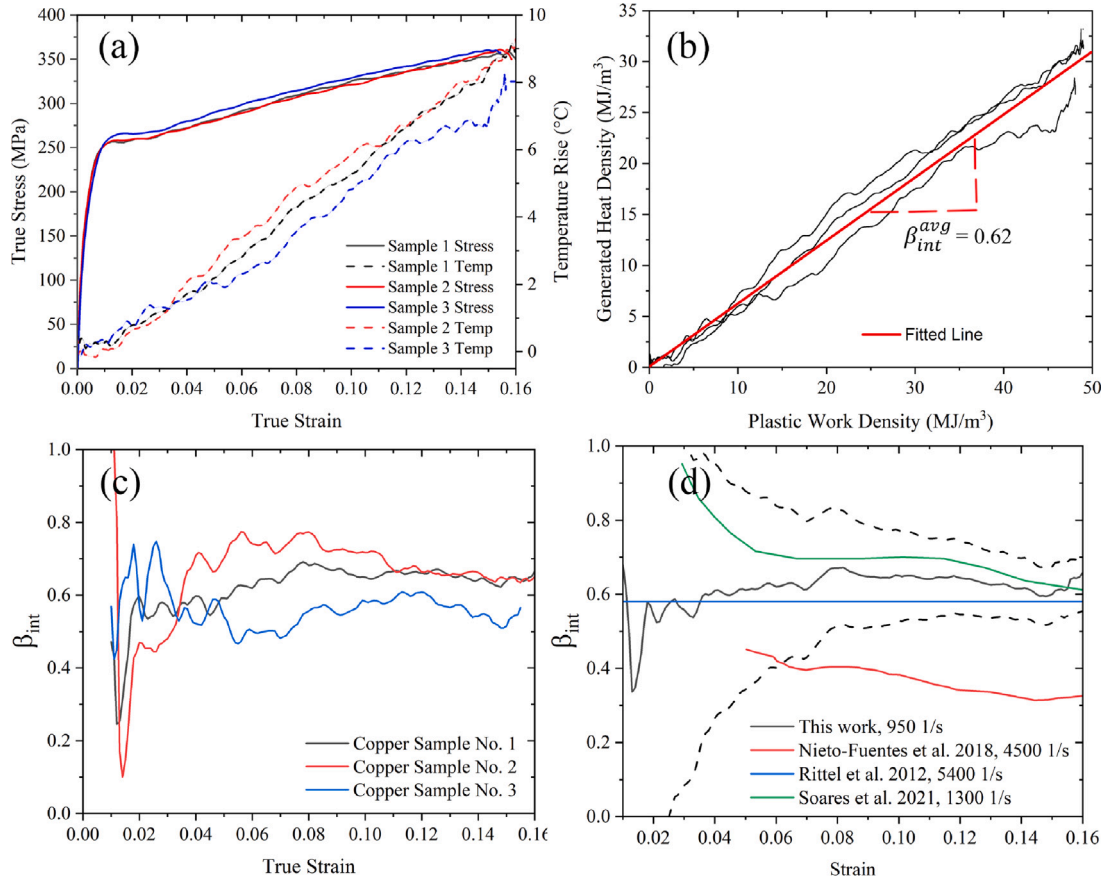 (a)
True Stress (MPa)
400
350
300
250
200
150
100
50
0
0.00 0.02 0.04 0.06 0.08 0.10 0.12 0.14 0.16
True Strain
10
8
6
4
2
0
Temperature Rise (°C)
Sample 1 Stress
Sample 1 Temp
Sample 2 Stress
Sample 3 Stress
Sample 2 Temp
Sample 3 Temp
(b)
Generated Heat Density (MJ/m³)
35
30
25
20
15
10
5
0
0 10 20 30 40 50
Plastic Work Density (MJ/m³)
β_int^avg = 0.62
Fitted Line
(c)
β_int
1.0
0.8
0.6
0.4
0.2
0.0
0.00 0.02 0.04 0.06 0.08 0.10 0.12 0.14 0.16
True Strain
Copper Sample No. 1
Copper Sample No. 2
Copper Sample No. 3
(d)
β_int
1.0
0.8
0.6
0.4
0.2
0.0
0.02 0.04 0.06 0.08 0.10 0.12 0.14 0.16
Strain
This work, 950 1/s
Nieto-Fuentes et al. 2018, 4500 1/s
Rittel et al. 2012, 5400 1/s
Soares et al. 2021, 1300 1/s